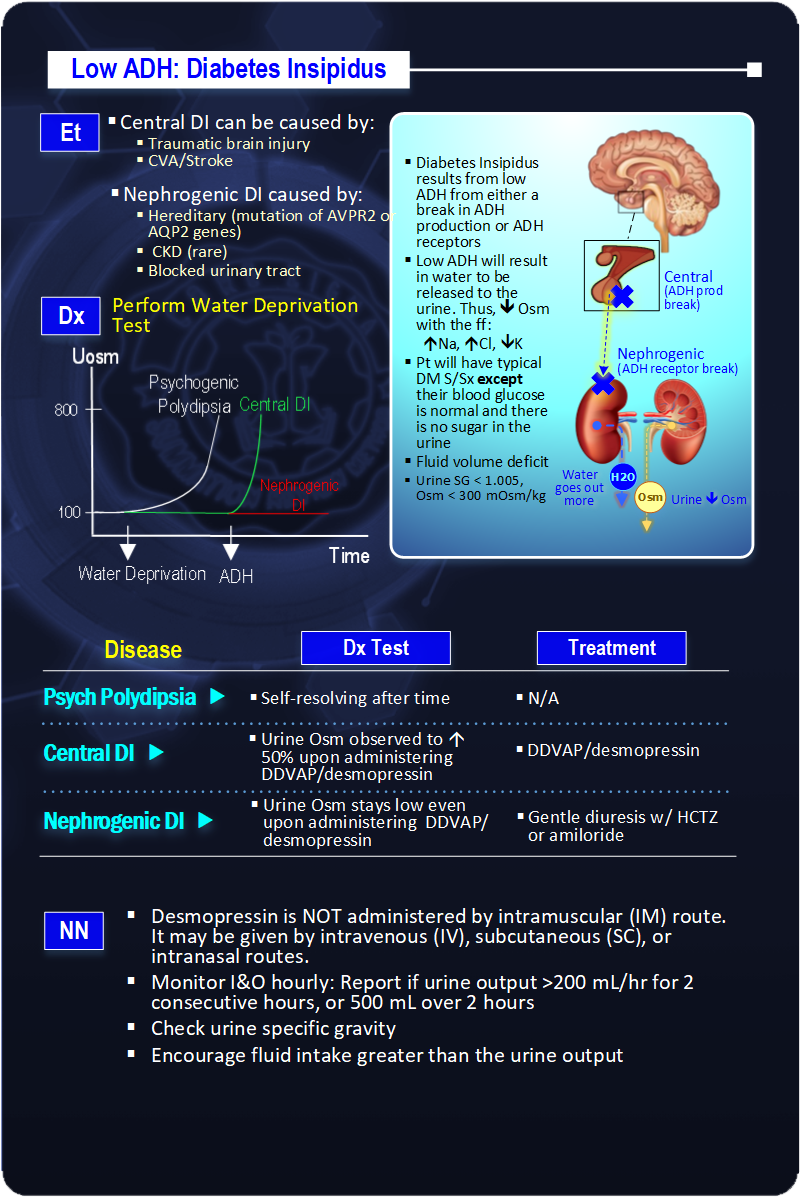 Low ADH: Diabetes Insipidus
Et
▪ Central DI can be caused by:
▪ Traumatic brain injury
▪ CVA/Stroke
▪ Nephrogenic DI caused by:
▪ Hereditary (mutation of AVPR2 or
AQP2 genes)
▪ CKD (rare)
▪ Blocked urinary tract
Dx
Perform Water Deprivation
Test
Uosm
800
100
Psychogenic
Polydipsia
Central DI
Nephrogenic
DI
Time
Water Deprivation
ADH
▪ Diabetes Insipidus
results from low
ADH from either a
break in ADH
production or ADH
receptors
▪ Low ADH will result
in water to be
released to the
urine. Thus, 🡻 Osm
with the ff:
🡹Na, 🡹Cl, 🡻K
▪ Pt will have typical
DM S/Sx except
their blood glucose
is normal and there
is no sugar in the
urine
▪ Fluid volume deficit
▪ Urine SG < 1.005,
Osm < 300 mOsm/kg
Central
(ADH prod
break)
Nephrogenic
(ADH receptor break)
Water
goes out
more
H2O
Osm
Urine 🡻 Osm
Disease
Dx Test
Treatment
Psych Polydipsia ►
▪ Self-resolving after time
▪ N/A
Central DI ►
▪ Urine Osm observed to 🡹
50% upon administering
DDVAP/desmopressin
▪ DDVAP/desmopressin
Nephrogenic DI ►
▪ Urine Osm stays low even
upon administering DDVAP/
desmopressin
▪ Gentle diuresis w/ HCTZ
or amiloride
NN
▪ Desmopressin is NOT administered by intramuscular (IM) route.
It may be given by intravenous (IV), subcutaneous (SC), or
intranasal routes.
▪ Monitor I&O hourly: Report if urine output >200 mL/hr for 2
consecutive hours, or 500 mL over 2 hours
▪ Check urine specific gravity
▪ Encourage fluid intake greater than the urine output